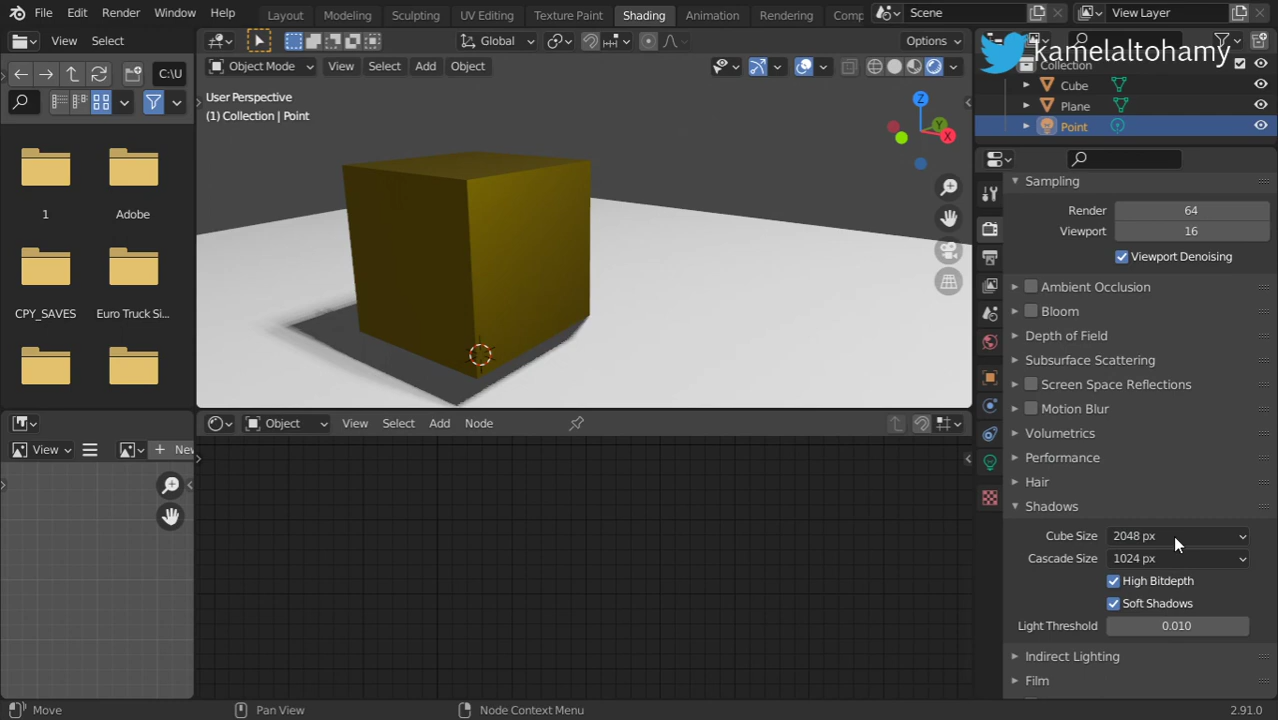 File Edit Render Window Help Layout Modeling Sculpting UV Editing Texture Paint Shading Animation Rendering Comp Scene View Layer
View Select Global Options
kamelaltohamy
C:\U Object Mode View Select Add Object
Collection
User Perspective
(1) Collection | Point
Z
Y
X
Cube
Plane
Point
1 Adobe
CPY_SAVES Euro Truck Si...
Sampling
Render 64
Viewport 16
Viewport Denoising
Ambient Occlusion
Bloom
Depth of Field
Subsurface Scattering
Screen Space Reflections
Motion Blur
Volumetrics
Performance
Hair
Shadows
Cube Size 2048 px
Cascade Size 1024 px
High Bitdepth
Soft Shadows
Light Threshold 0.010
Indirect Lighting
Film
Object View Select Add Node
View New
Move Pan View Node Context Menu 2.91.0